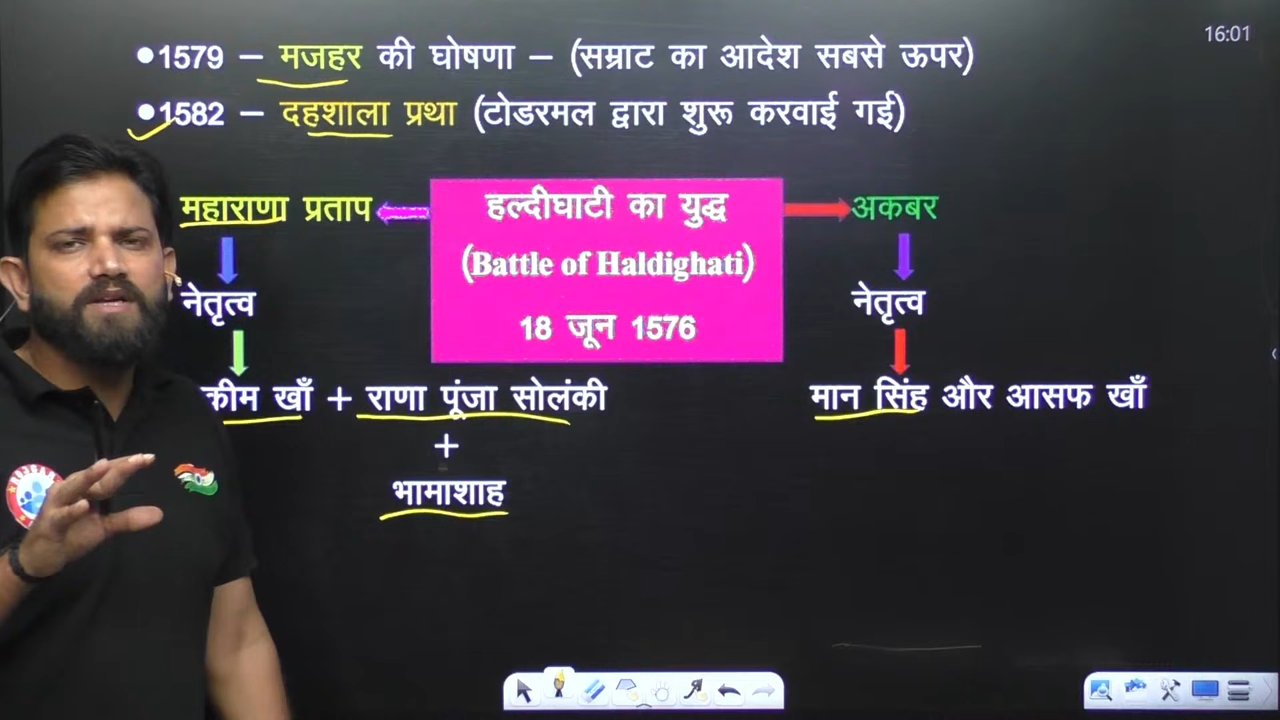 16:01
•1579 – मजहर की घोषणा – (सम्राट का आदेश सबसे ऊपर)
•1582 – दहशाला प्रथा (टोडरमल द्वारा शुरू करवाई गई)
महाराणा प्रताप
हल्दीघाटी का युद्ध
अकबर
(Battle of Haldighati)
नेतृत्व
नेतृत्व
18 जून 1576
कीम खाँ + राणा पूंजा सोलंकी
मान सिंह और आसफ खाँ
+
भामाशाह